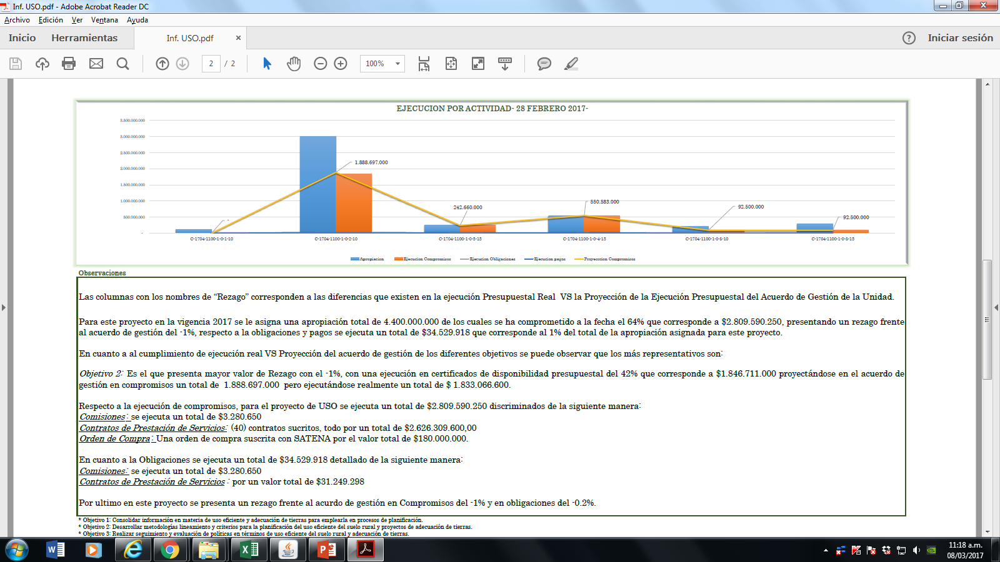 Inf. USO.pdf - Adobe Acrobat Reader DC
Archivo Edición Ver Ventana Ayuda
Inicio Herramientas Inf. USO.pdf × ? Iniciar sesión
2 / 2 100%
EJECUCION POR ACTIVIDAD- 28 FEBRERO 2017-
3.500.000.000
3.000.000.000
2.500.000.000
2.000.000.000
1.500.000.000
1.000.000.000
500.000.000
-
-
1.888.697.000
242.660.000
550.583.000
92.500.000
92.500.000
C-1704-1100-1-0-1-10 C-1704-1100-1-0-2-10 C-1704-1100-1-0-3-13 C-1704-1100-1-0-4-13 C-1704-1100-1-0-5-10 C-1704-1100-1-0-5-13
Apropiacion Ejecucion Compromisos Ejecucion Obligaciones Ejecucion pagos Proyeccion Compromisos
Observaciones
Las columnas con los nombres de “Rezago” corresponden a las diferencias que existen en la ejecución Presupuestal Real VS la Proyección de la Ejecución Presupuestal del Acuerdo de Gestión de la Unidad.
Para este proyecto en la vigencia 2017 se le asigna una apropiación total de 4.400.000.000 de los cuales se ha comprometido a la fecha el 64% que corresponde a $2.809.590.250, presentando un rezago frente
al acuerdo de gestión del -1%, respecto a la obligaciones y pagos se ejecuta un total de $34.529.918 que corresponde al 1% del total de la apropiación asignada para este proyecto.
En cuanto a al cumplimiento de ejecución real VS Proyección del acuerdo de gestión de los diferentes objetivos se puede observar que los más representativos son:
Objetivo 2: Es el que presenta mayor valor de Rezago con el -1%, con una ejecución en certificados de disponibilidad presupuestal del 42% que corresponde a $1.846.711.000 proyectándose en el acuerdo de
gestión en compromisos un total de 1.888.697.000 pero ejecutándose realmente un total de $ 1.833.066.600.
Respecto a la ejecución de compromisos, para el proyecto de USO se ejecuta un total de $2.809.590.250 discriminados de la siguiente manera:
Comisiones: se ejecuta un total de $3.280.650
Contratos de Prestación de Servicios: (40) contratos sucritos, todo por un total de $2.626.309.600,00
Orden de Compra: Una orden de compra suscrita con SATENA por el valor total de $180.000.000.
En cuanto a la Obligaciones se ejecuta un total de $34.529.918 detallado de la siguiente manera:
Comisiones: se ejecuta un total de $3.280.650
Contratos de Prestación de Servicios : por un valor total de $31.249.298
Por ultimo en este proyecto se presenta un rezago frente al acurdo de gestión en Compromisos del -1% y en obligaciones del -0.2%.
* Objetivo 1: Consolidar información en materia de uso eficiente y adecuación de tierras para emplearla en procesos de planificación.
* Objetivo 2: Desarrollar metodologías lineamiento y criterios para la planificación del uso eficiente del suelo rural y proyectos de adecuación de tierras.
* Objetivo 3: Realizar seguimiento y evaluación de políticas en términos de uso eficiente del suelo rural y adecuación de tierras.
11:18 a.m.
08/03/2017